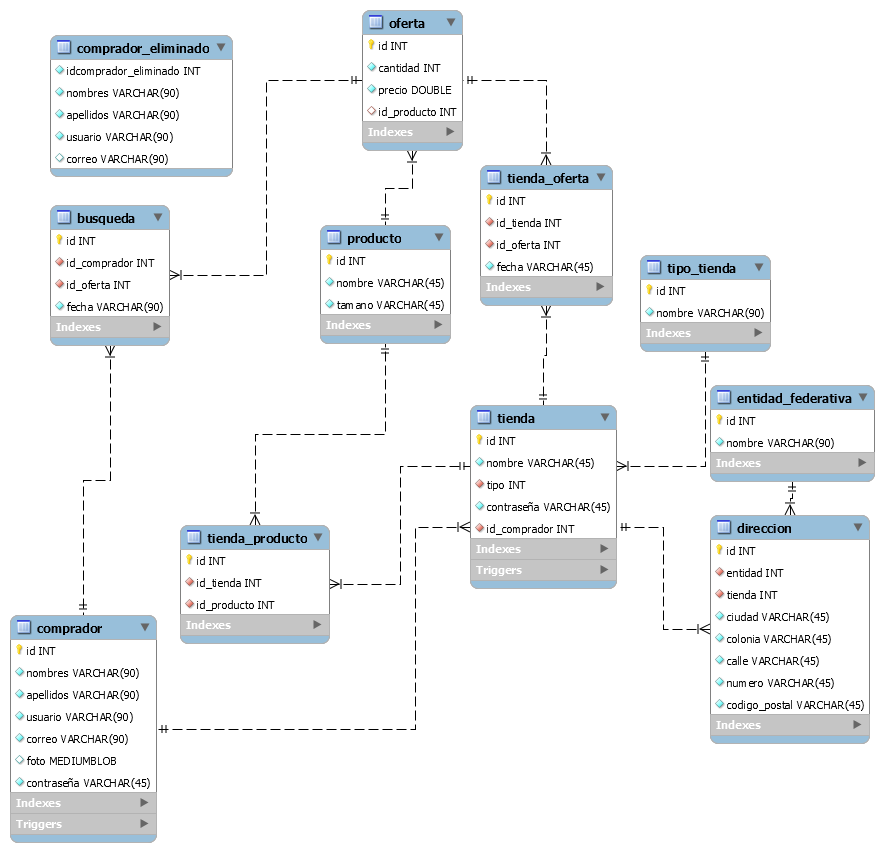 oferta
id INT
cantidad INT
precio DOUBLE
id_producto INT
Indexes
comprador_eliminado
idcomprador_eliminado INT
nombres VARCHAR(90)
apellidos VARCHAR(90)
usuario VARCHAR(90)
correo VARCHAR(90)
tienda_oferta
id INT
id_tienda INT
id_oferta INT
fecha VARCHAR(45)
Indexes
busqueda
id INT
id_comprador INT
id_oferta INT
fecha VARCHAR(90)
Indexes
producto
id INT
nombre VARCHAR(45)
tamano VARCHAR(45)
Indexes
tipo_tienda
id INT
nombre VARCHAR(90)
Indexes
entidad_federativa
id INT
nombre VARCHAR(90)
Indexes
tienda
id INT
nombre VARCHAR(45)
tipo INT
contraseña VARCHAR(45)
id_comprador INT
Indexes
Triggers
direccion
id INT
entidad INT
tienda INT
ciudad VARCHAR(45)
colonia VARCHAR(45)
calle VARCHAR(45)
numero VARCHAR(45)
codigo_postal VARCHAR(45)
Indexes
tienda_producto
id INT
id_tienda INT
id_producto INT
Indexes
comprador
id INT
nombres VARCHAR(90)
apellidos VARCHAR(90)
usuario VARCHAR(90)
correo VARCHAR(90)
foto MEDIUMBLOB
contraseña VARCHAR(45)
Indexes
Triggers